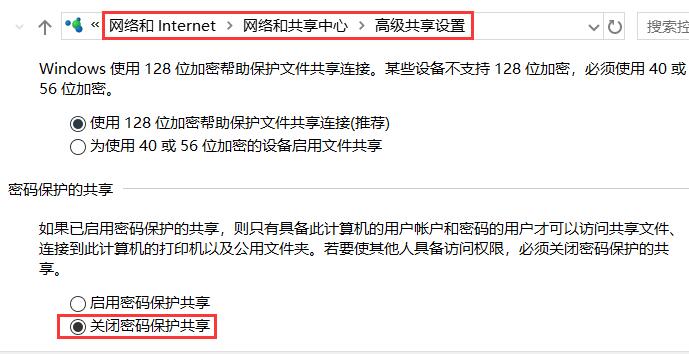 « 网络和 Internet > 网络和共享中心 > 高级共享设置 搜索控
Windows 使用 128 位加密帮助保护文件共享连接。某些设备不支持 128 位加密，必须使用 40 或
56 位加密。
使用 128 位加密帮助保护文件共享连接(推荐)
为使用 40 或 56 位加密的设备启用文件共享
密码保护的共享
如果已启用密码保护的共享，则只有具备此计算机的用户帐户和密码的用户才可以访问共享文件、
连接到此计算机的打印机以及公用文件夹。若要使其他人具备访问权限，必须关闭密码保护的共
享。
启用密码保护共享
关闭密码保护共享